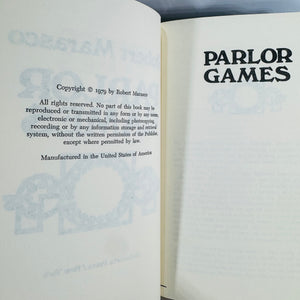 Copyright © 1979 by Robert Marasco
All rights reserved. No part of this book may be
reproduced or transmitted in any form or by any means,
electronic or mechanical, including photocopying,
recording or by any information storage and retrieval
system, without the written permission of the Publisher,
except where permitted by law.
Manufactured in the United States of America
PARLOR
GAMES